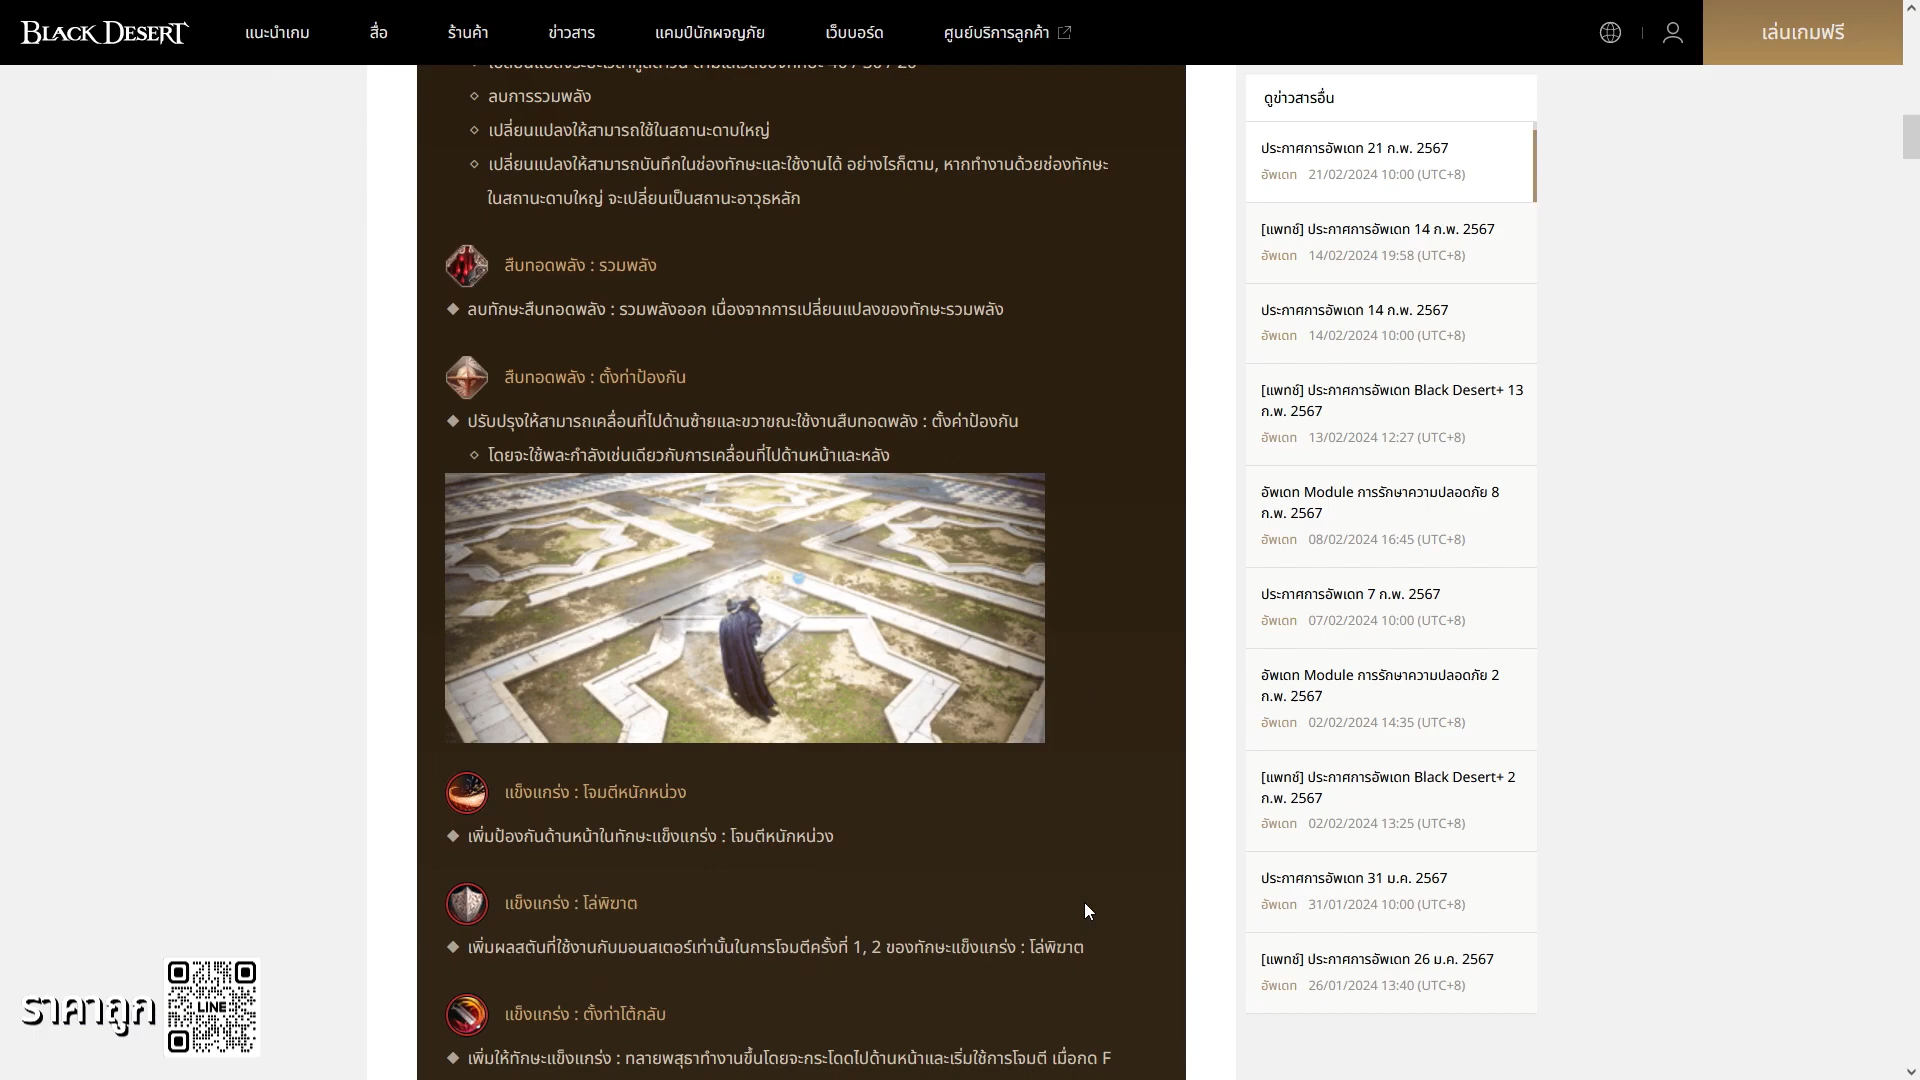 BLACK DESERT
แนะนำเกม
สื่อ
ร้านค้า
ข่าวสาร
แคมป์นักผจญภัย
เว็บบอร์ด
ศูนย์บริการลูกค้า
เล่นเกมฟรี
ลบการรวมพลัง
เปลี่ยนแปลงให้สามารถใช้ในสถานะดาบใหญ่
เปลี่ยนแปลงให้สามารถบันทึกในช่องทักษะและใช้งานได้ อย่างไรก็ตาม, หากทำงานด้วยช่องทักษะ
ในสถานะดาบใหญ่ จะเปลี่ยนเป็นสถานะอาวุธหลัก
สืบทอดพลัง : รวมพลัง
ลบทักษะสืบทอดพลัง : รวมพลังออก เนื่องจากการเปลี่ยนแปลงของทักษะรวมพลัง
สืบทอดพลัง : ตั้งท่าป้องกัน
ปรับปรุงให้สามารถเคลื่อนที่ไปด้านซ้ายและขวาขณะใช้งานสืบทอดพลัง : ตั้งค่าป้องกัน
โดยจะใช้พละกำลังเช่นเดียวกับการเคลื่อนที่ไปด้านหน้าและหลัง
แข็งแกร่ง : โจมตีหนักหน่วง
เพิ่มป้องกันด้านหน้าในทักษะแข็งแกร่ง : โจมตีหนักหน่วง
แข็งแกร่ง : โล่พิฆาต
เพิ่มผลสตันที่ใช้งานกับมอนสเตอร์เท่านั้นในการโจมตีครั้งที่ 1, 2 ของทักษะแข็งแกร่ง : โล่พิฆาต
แข็งแกร่ง : ตั้งท่าโต้กลับ
เพิ่มให้ทักษะแข็งแกร่ง : ทลายพสุธาทำงานขึ้นโดยจะกระโดดไปด้านหน้าและเริ่มใช้การโจมตี เมื่อกด F
ดูข่าวสารอื่น
ประกาศการอัพเดท 21 ก.พ. 2567
อัพเดท 21/02/2024 10:00 (UTC+8)
[แพทช์] ประกาศการอัพเดท 14 ก.พ. 2567
อัพเดท 14/02/2024 19:58 (UTC+8)
ประกาศการอัพเดท 14 ก.พ. 2567
อัพเดท 14/02/2024 10:00 (UTC+8)
[แพทช์] ประกาศการอัพเดท Black Desert+ 13
ก.พ. 2567
อัพเดท 13/02/2024 12:27 (UTC+8)
อัพเดท Module การรักษาความปลอดภัย 8
ก.พ. 2567
อัพเดท 08/02/2024 16:45 (UTC+8)
ประกาศการอัพเดท 7 ก.พ. 2567
อัพเดท 07/02/2024 10:00 (UTC+8)
อัพเดท Module การรักษาความปลอดภัย 2
ก.พ. 2567
อัพเดท 02/02/2024 14:35 (UTC+8)
[แพทช์] ประกาศการอัพเดท Black Desert+ 2
ก.พ. 2567
อัพเดท 02/02/2024 13:25 (UTC+8)
ประกาศการอัพเดท 31 ม.ค. 2567
อัพเดท 31/01/2024 10:00 (UTC+8)
[แพทช์] ประกาศการอัพเดท 26 ม.ค. 2567
อัพเดท 26/01/2024 13:40 (UTC+8)
ราคาถูก
LINE